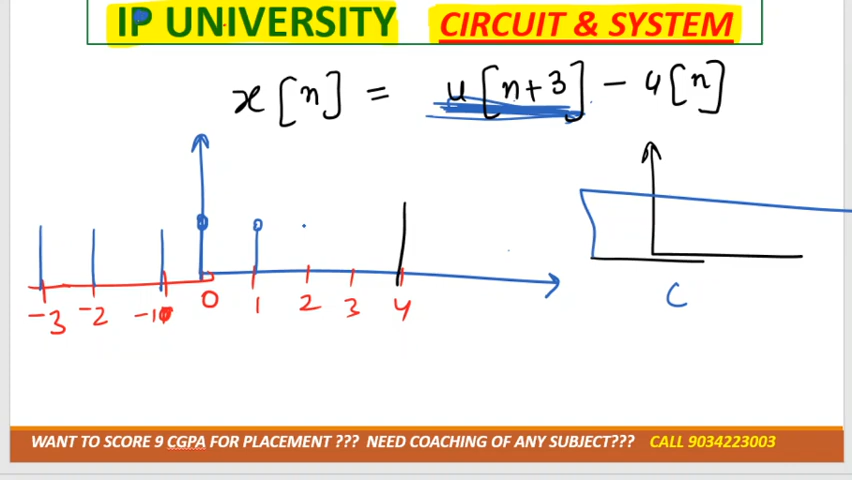 IP UNIVERSITY CIRCUIT & SYSTEM
x[n] = u[n+3] - u[n]
-3 -2 -1 0 1 2 3 4
C
WANT TO SCORE 9 CGPA FOR PLACEMENT ??? NEED COACHING OF ANY SUBJECT??? CALL 9034223003